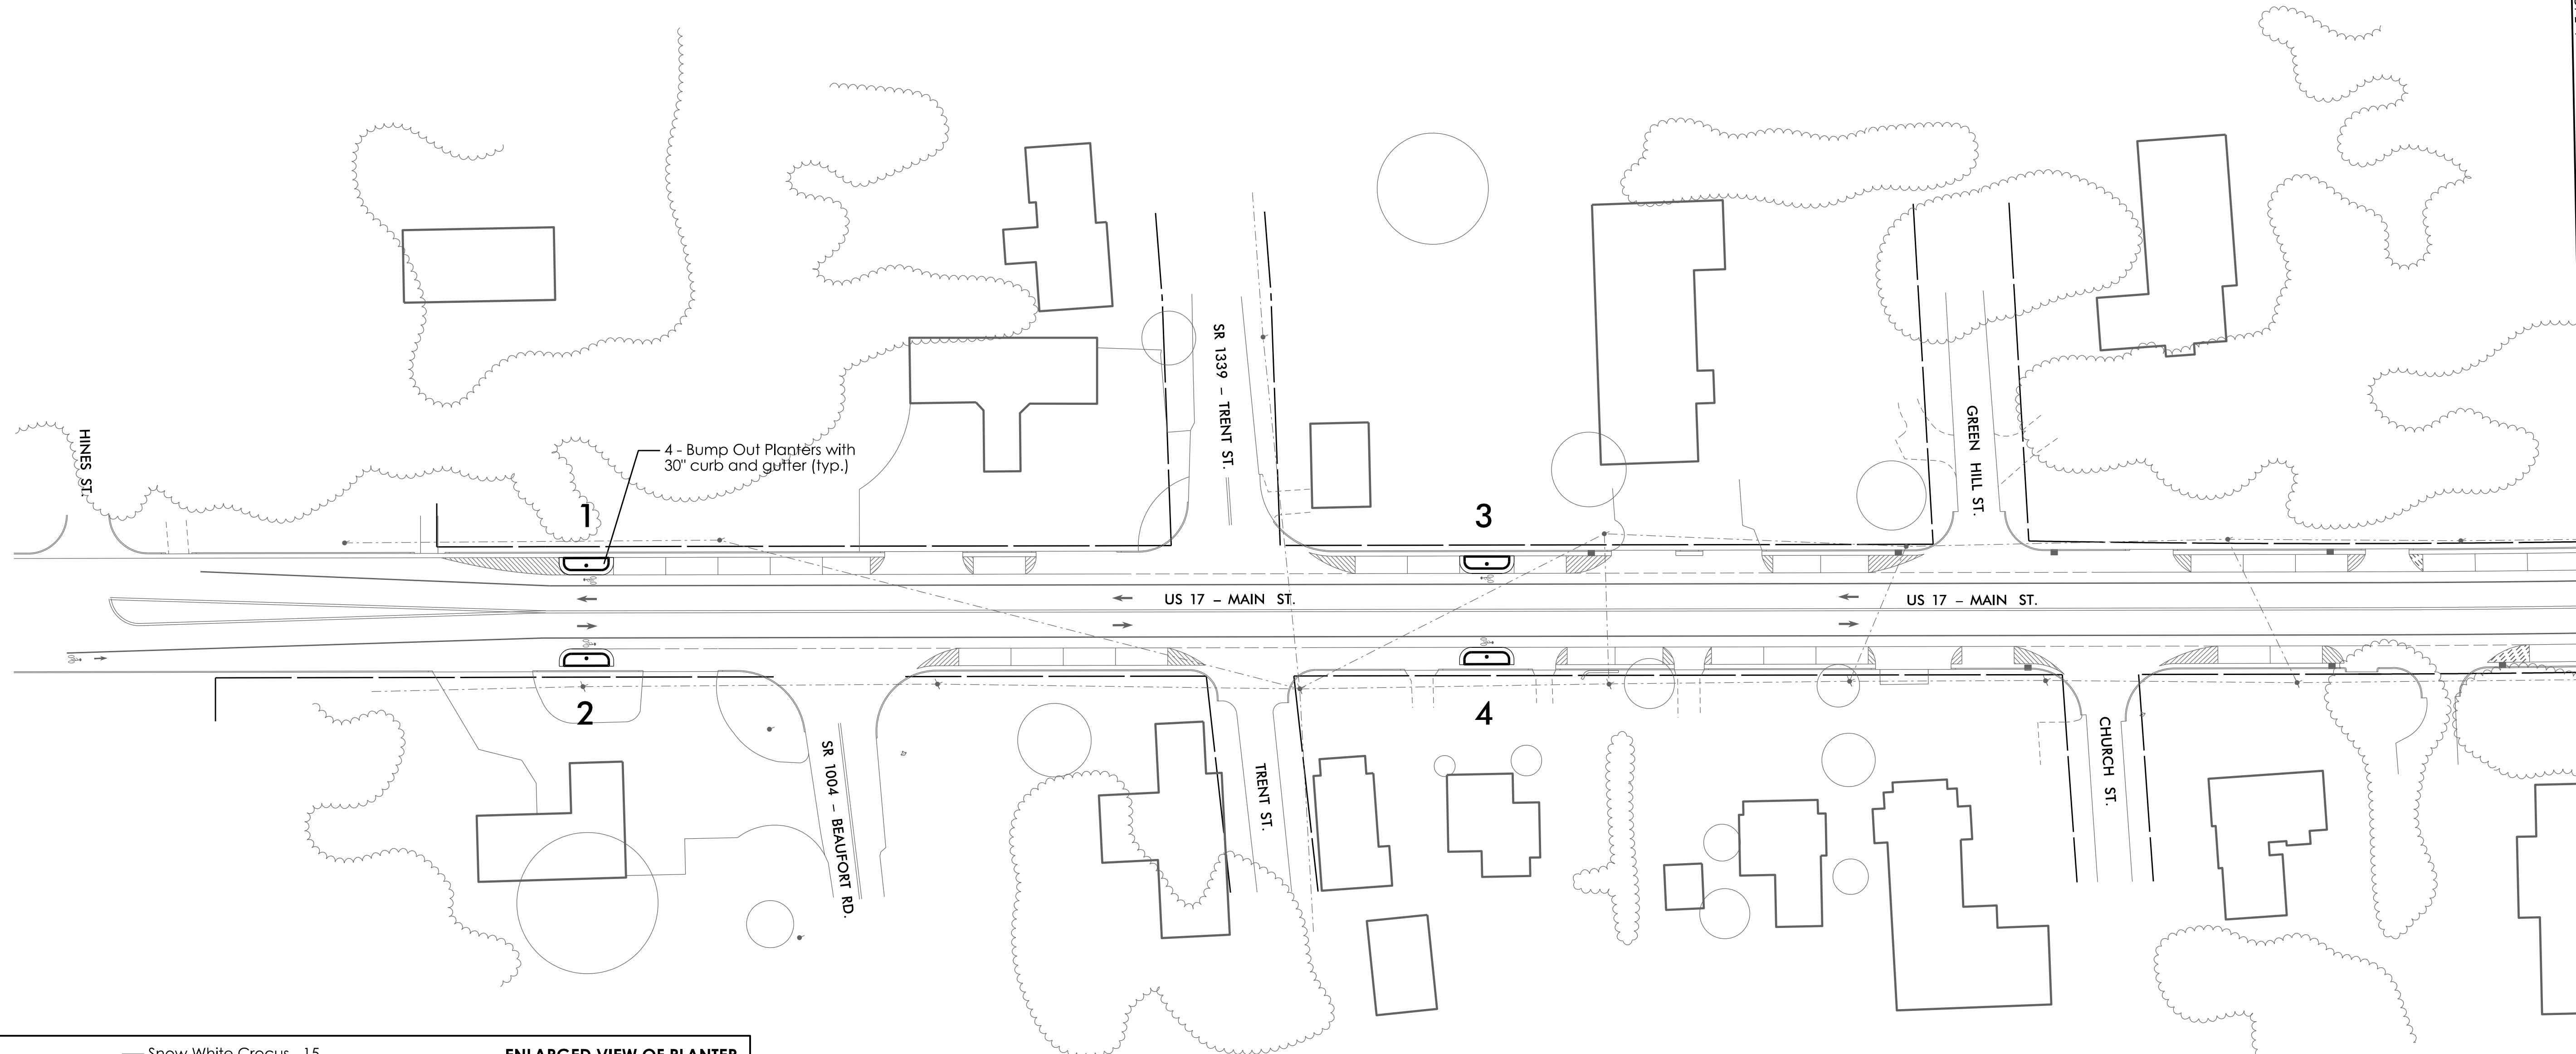 HINES ST.
4 - Bump Out Planters with
30" curb and gutter (typ.)
1
SR 1339 – TRENT ST.
3
GREEN HILL ST.
US 17 – MAIN ST.
US 17 – MAIN ST.
2
4
SR 1004 – BEAUFORT RD.
TRENT ST.
CHURCH ST.
Snow White Crocus - 15
ENLARGED VIEW OF PLANTER